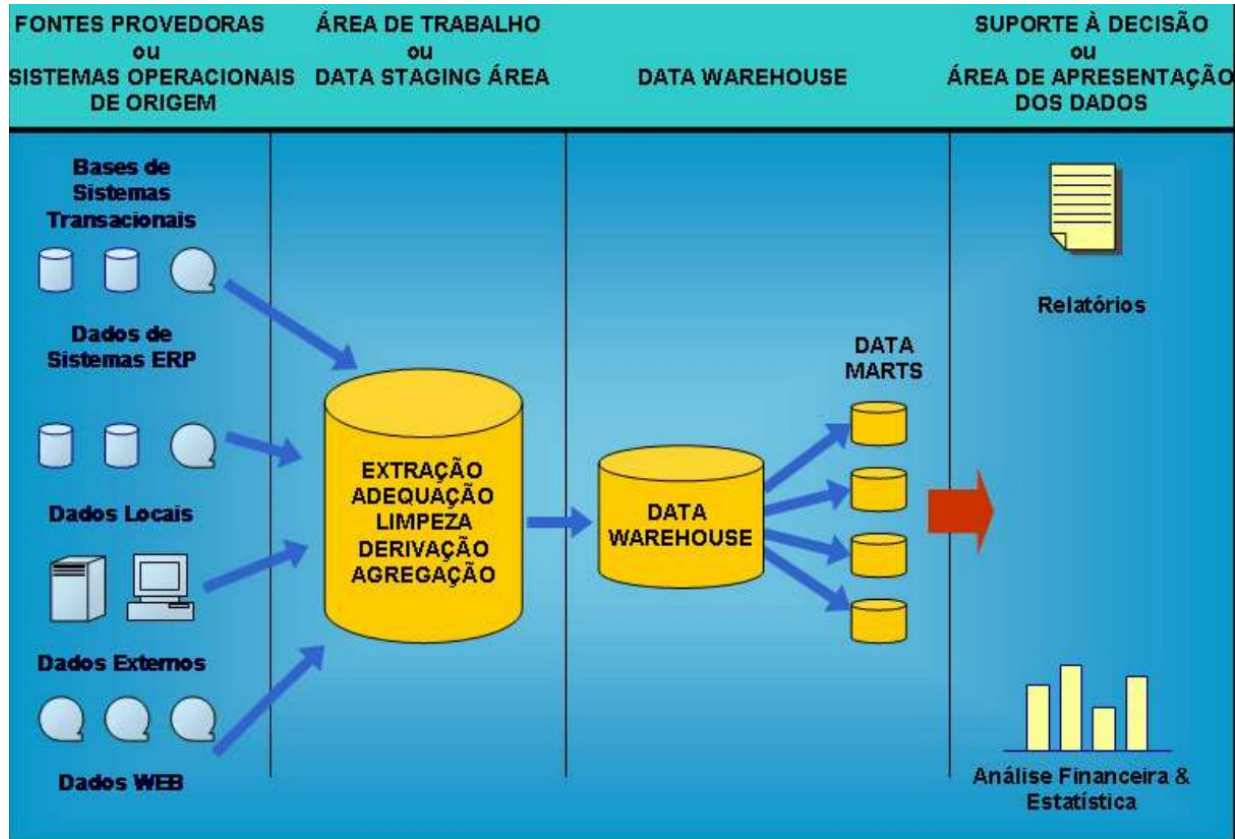 FONTES PROVEDORAS
ou
SISTEMAS OPERACIONAIS
DE ORIGEM
ÁREA DE TRABALHO
ou
DATA STAGING ÁREA
DATA WAREHOUSE
SUPORTE À DECISÃO
ou
ÁREA DE APRESENTAÇÃO
DOS DADOS
Bases de
Sistemas
Transacionais
Dados de
Sistemas ERP
Dados Locais
Dados Externos
Dados WEB
EXTRAÇÃO
ADEQUAÇÃO
LIMPEZA
DERIVAÇÃO
AGREGAÇÃO
DATA
WAREHOUSE
DATA
MARTS
Relatórios
Análise Financeira &
Estatística